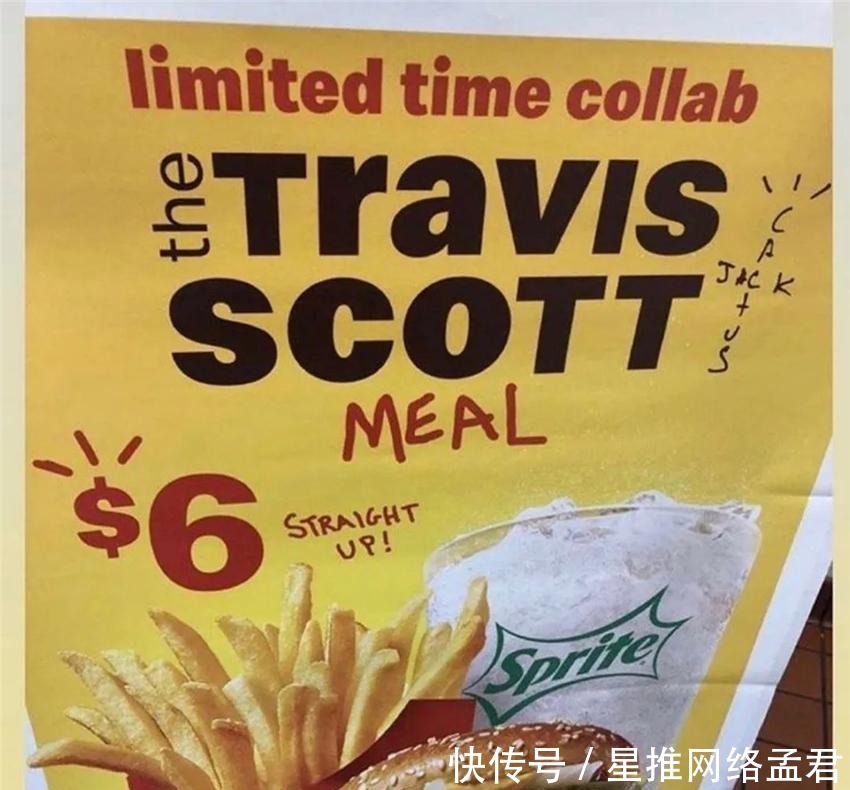 limited time collab
the Travis
SCOTT
CACK
JACTUS
MEAL
$6
STRAIGHT
UP!
Sprite
快传号 / 星推网络孟君